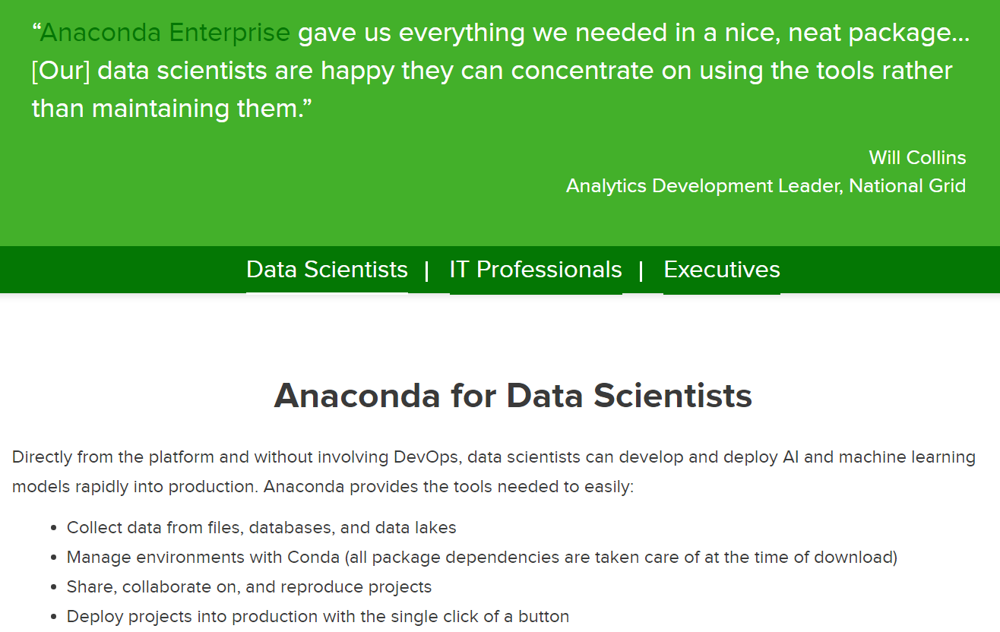 “Anaconda Enterprise gave us everything we needed in a nice, neat package...
[Our] data scientists are happy they can concentrate on using the tools rather
than maintaining them.”
Will Collins
Analytics Development Leader, National Grid
Data Scientists | IT Professionals | Executives
Anaconda for Data Scientists
Directly from the platform and without involving DevOps, data scientists can develop and deploy AI and machine learning
models rapidly into production. Anaconda provides the tools needed to easily:
• Collect data from files, databases, and data lakes
• Manage environments with Conda (all package dependencies are taken care of at the time of download)
• Share, collaborate on, and reproduce projects
• Deploy projects into production with the single click of a button